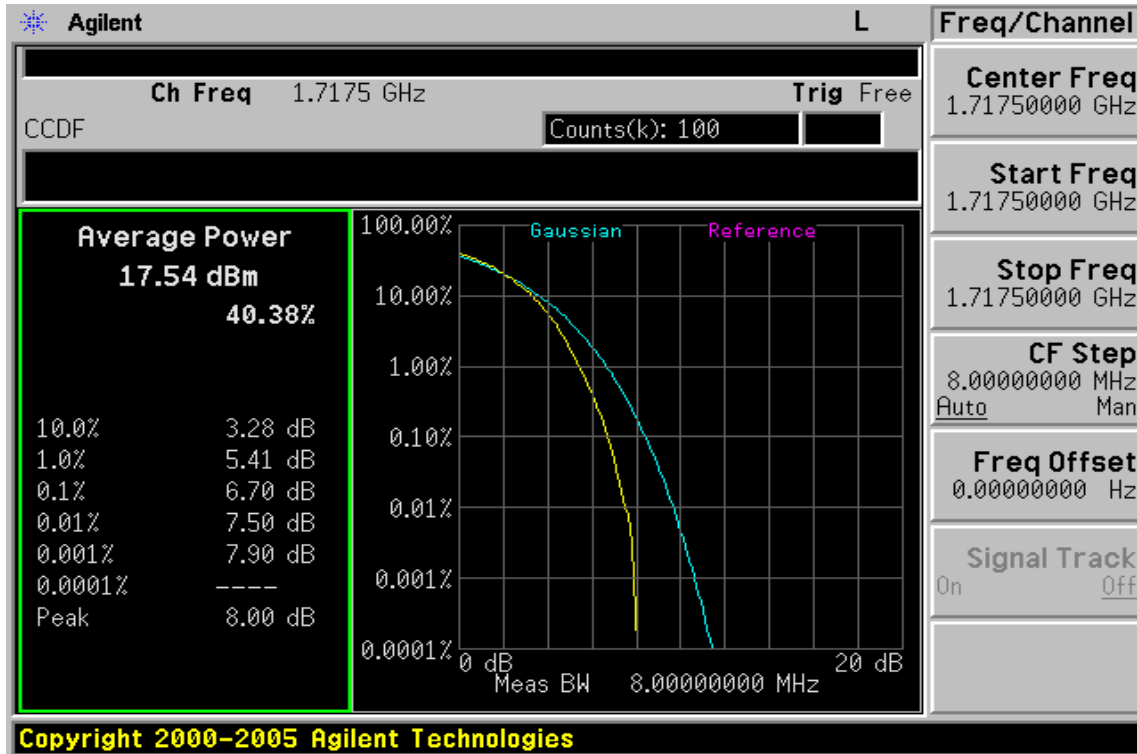 Agilent L
Ch Freq 1.7175 GHz Trig Free
CCDF Counts(k): 100
Average Power
17.54 dBm
40.38%
10.0% 3.28 dB
1.0% 5.41 dB
0.1% 6.70 dB
0.01% 7.50 dB
0.001% 7.90 dB
0.0001% ----
Peak 8.00 dB
Gaussian Reference
100.00%
10.00%
1.00%
0.10%
0.01%
0.001%
0.0001%
0 dB 20 dB
Meas BW 8.00000000 MHz
Freq/Channel
Center Freq
1.71750000 GHz
Start Freq
1.71750000 GHz
Stop Freq
1.71750000 GHz
CF Step
8.00000000 MHz
Auto Man
Freq Offset
0.00000000 Hz
Signal Track
On Off
Copyright 2000-2005 Agilent Technologies